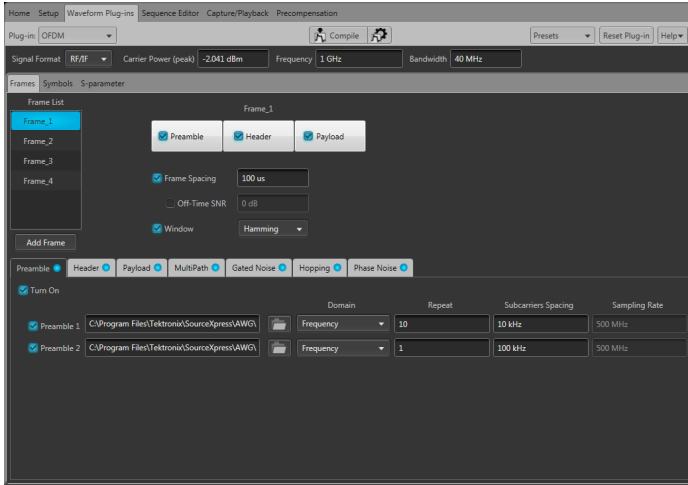 Home Setup Waveform Plug-ins Sequence Editor Capture/Playback Precompensation
Plug-in: OFDM Compile Presets Reset Plug-in Help
Signal Format RF/IF Carrier Power (peak) -2.041 dBm Frequency 1 GHz Bandwidth 40 MHz
Frames Symbols S-parameter
Frame List
Frame_1
Frame_2
Frame_3
Frame_4
Add Frame
Frame_1
Preamble Header Payload
Frame Spacing 100 us
Off-Time SNR 0 dB
Window Hamming
Preamble Header Payload MultiPath Gated Noise Hopping Phase Noise
Turn On
Domain Repeat Subcarriers Spacing Sampling Rate
Preamble 1 C:\Program Files\Tektronix\SourceXpress\AWG\ Frequency 10 10 kHz 500 MHz
Preamble 2 C:\Program Files\Tektronix\SourceXpress\AWG\ Frequency 1 100 kHz 500 MHz